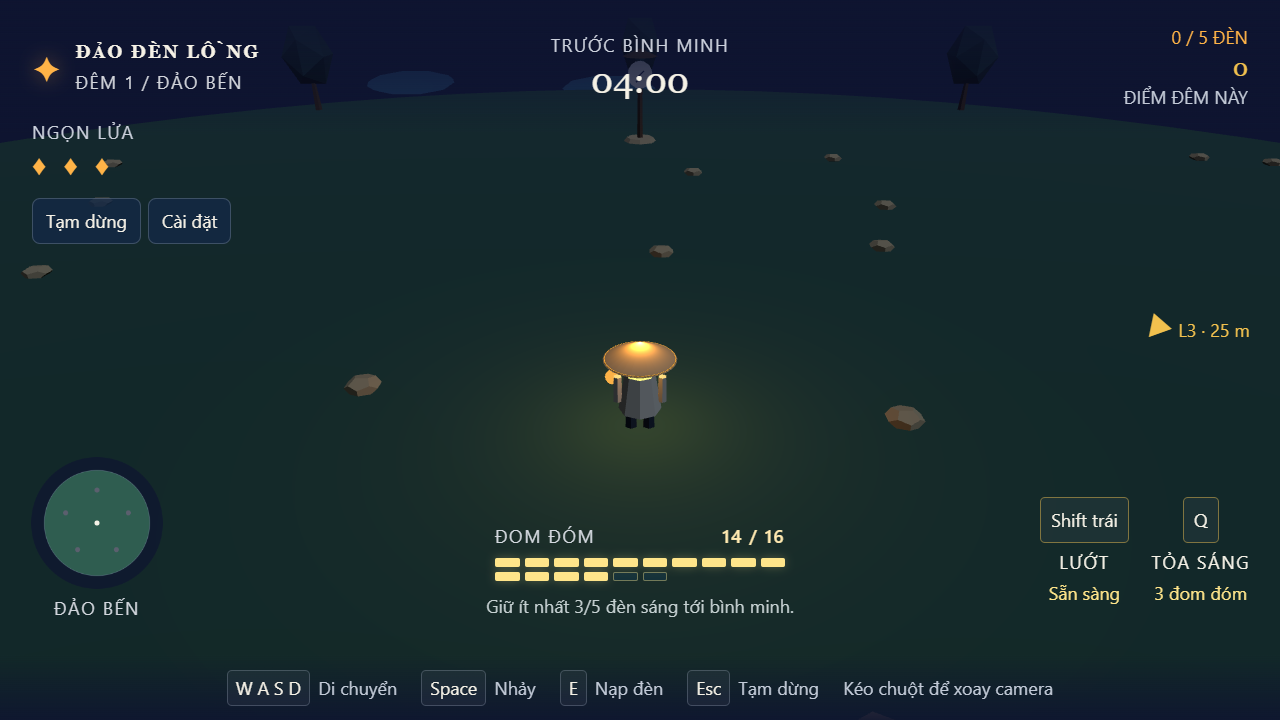 ĐẢO ĐÈN LỒNG
ĐÊM 1 / ĐẢO BẾN
NGỌN LỬA
Tạm dừng
Cài đặt
TRƯỚC BÌNH MINH
04:00
0 / 5 ĐÈN
0
ĐIỂM ĐÊM NÀY
L3 · 25 m
ĐẢO BẾN
ĐOM ĐÓM 14 / 16
Giữ ít nhất 3/5 đèn sáng tới bình minh.
Shift trái
LƯỚT
Sẵn sàng
Q
TỎA SÁNG
3 đom đóm
W A S D Di chuyển Space Nhảy E Nạp đèn Esc Tạm dừng Kéo chuột để xoay camera